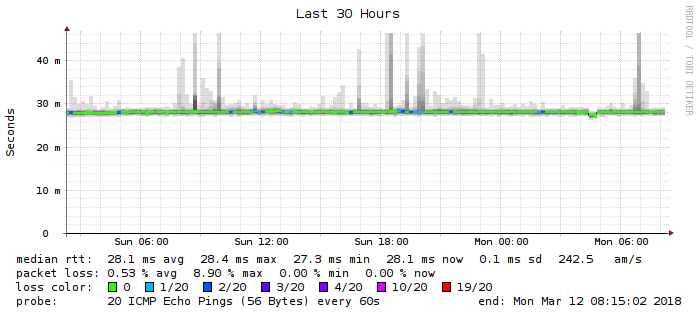 Last 30 Hours
RRDTOOL / TOBI OETIKER
Seconds
40 m
30 m
20 m
10 m
0
Sun 06:00 Sun 12:00 Sun 18:00 Mon 00:00 Mon 06:00
median rtt: 28.1 ms avg 28.4 ms max 27.3 ms min 28.1 ms now 0.1 ms sd 242.5 am/s
packet loss: 0.53 % avg 8.90 % max 0.00 % min 0.00 % now
loss color: 0 1/20 2/20 3/20 4/20 10/20 19/20
probe: 20 ICMP Echo Pings (56 Bytes) every 60s end: Mon Mar 12 08:15:02 2018